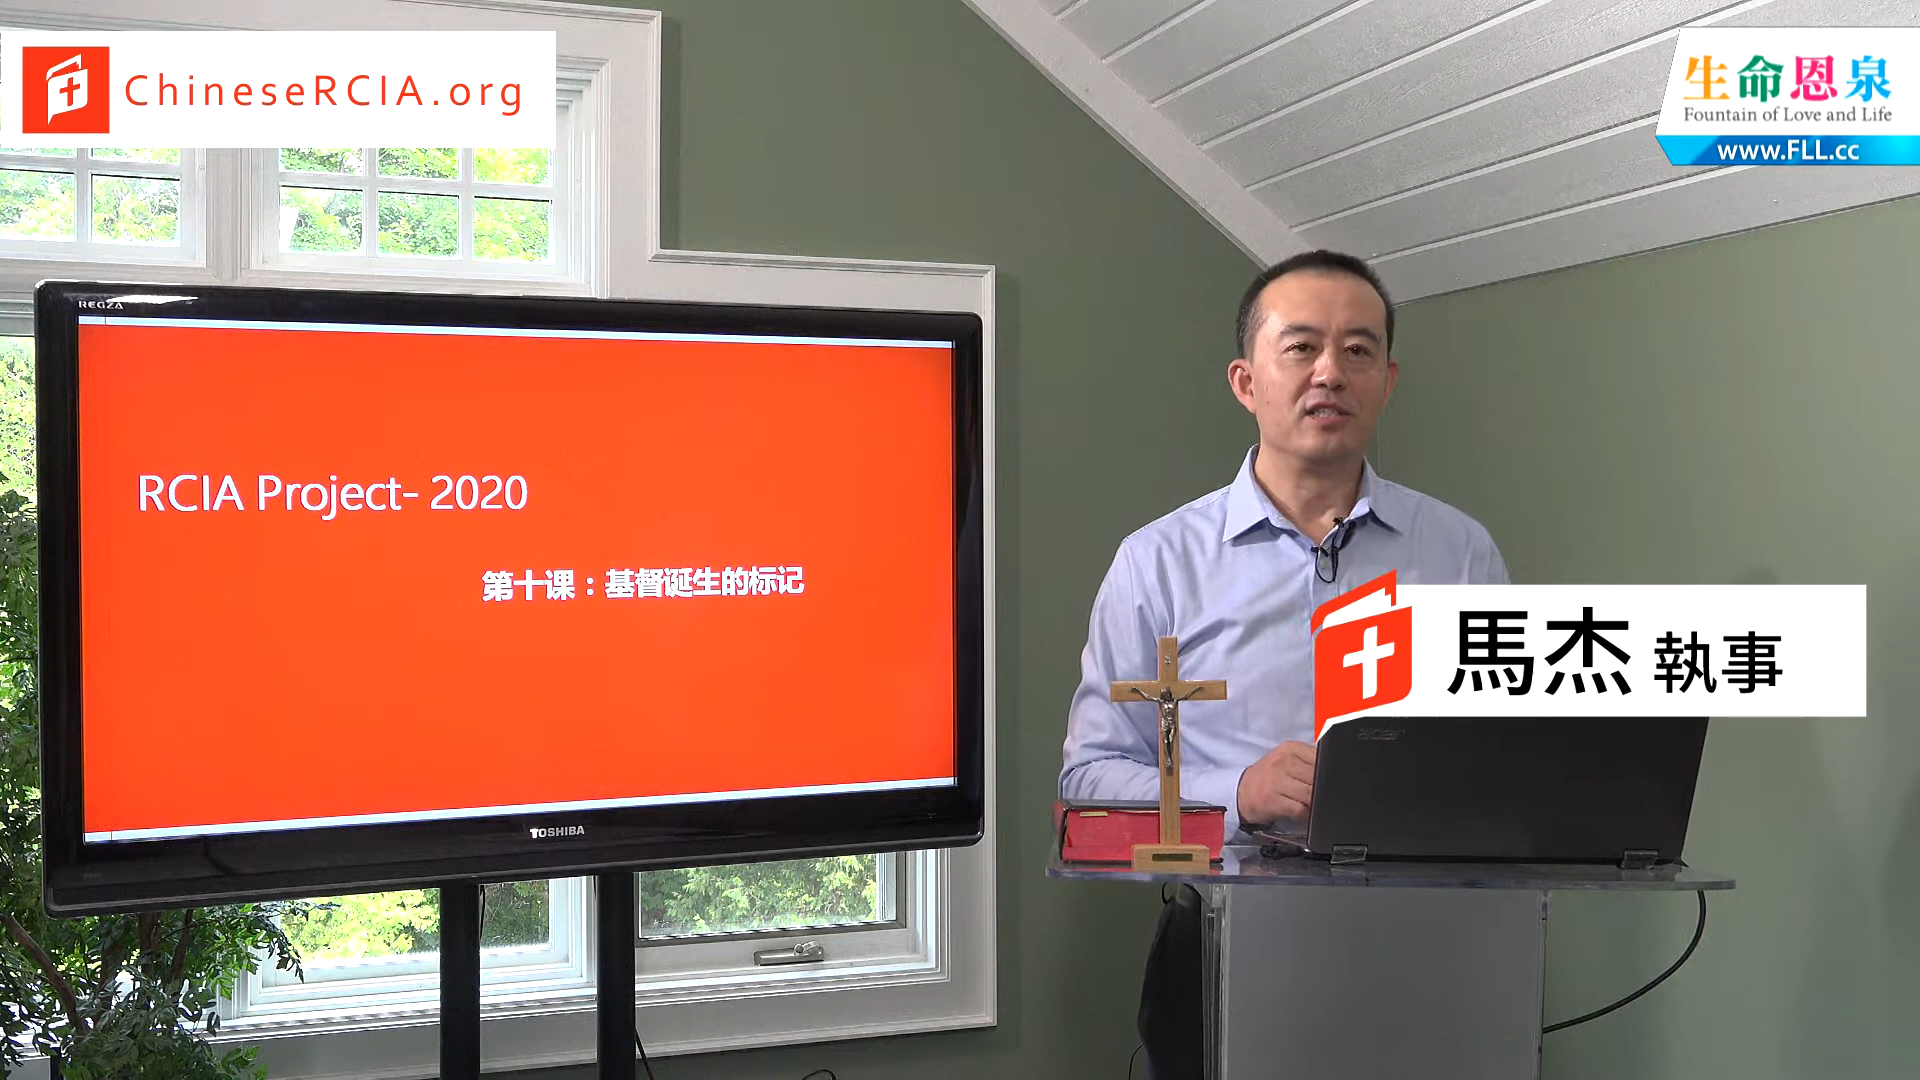 ChineseRCIA.org
生命恩泉
Fountain of Love and Life
www.FLL.cc
REGZA
RCIA Project- 2020
第十课：基督诞生的标记
TOSHIBA
馬杰 執事
acer